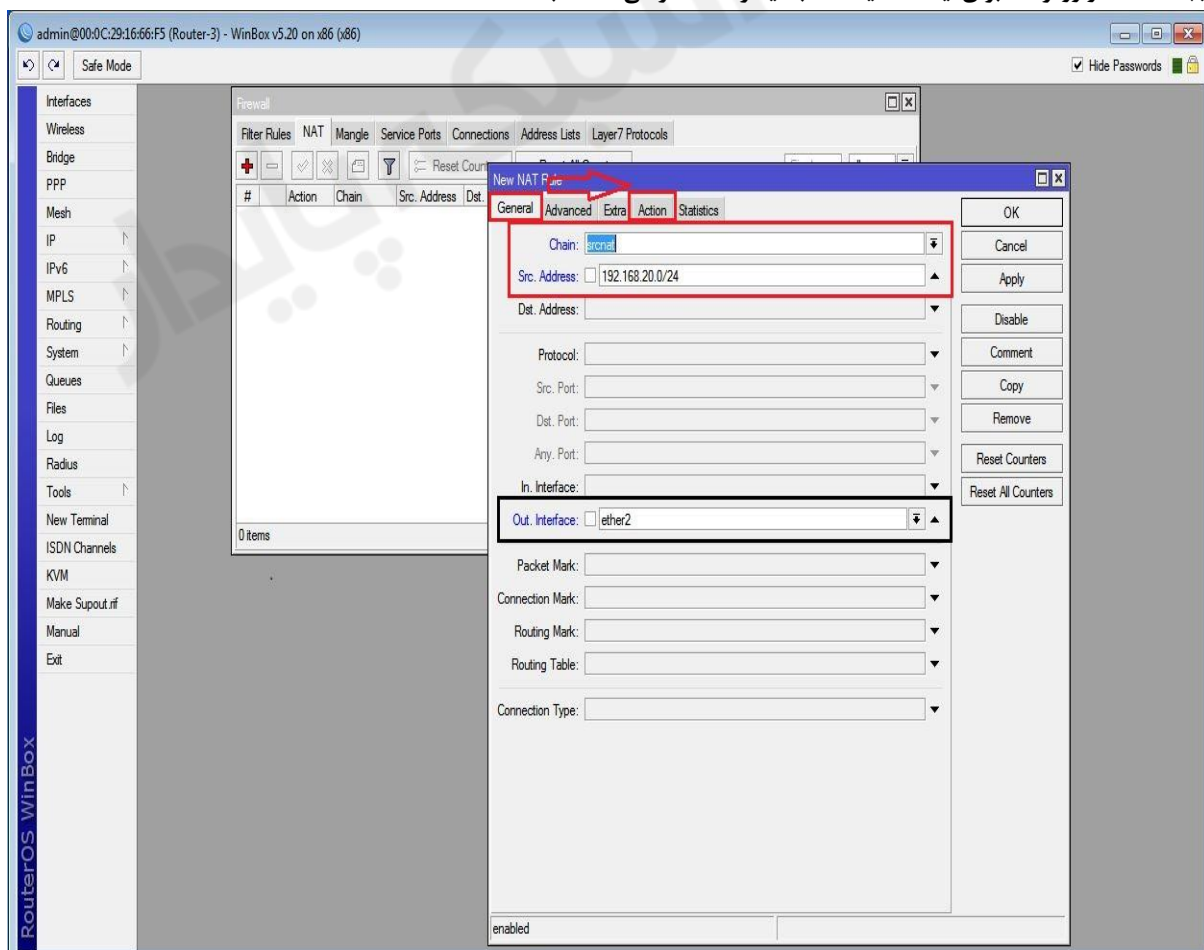 admin@00:0C:29:16:66:F5 (Router-3) - WinBox v5.20 on x86 (x86)
Safe Mode
Hide Passwords
Interfaces
Wireless
Bridge
PPP
Mesh
IP
IPv6
MPLS
Routing
System
Queues
Files
Log
Radius
Tools
New Terminal
ISDN Channels
KVM
Make Supout.rif
Manual
Exit
RouterOS WinBox
Firewall
Filter Rules NAT Mangle Service Ports Connections Address Lists Layer7 Protocols
Reset
# Action Chain Src. Address Dst.
0 items
New NAT Rule
General Advanced Extra Action Statistics
Chain: srcnat
Src. Address: 192.168.20.0/24
Dst. Address:
Protocol:
Src. Port:
Dst. Port:
Any. Port:
In. Interface:
Out. Interface: ether2
Packet Mark:
Connection Mark:
Routing Mark:
Routing Table:
Connection Type:
enabled
OK
Cancel
Apply
Disable
Comment
Copy
Remove
Reset Counters
Reset All Counters
پایدار